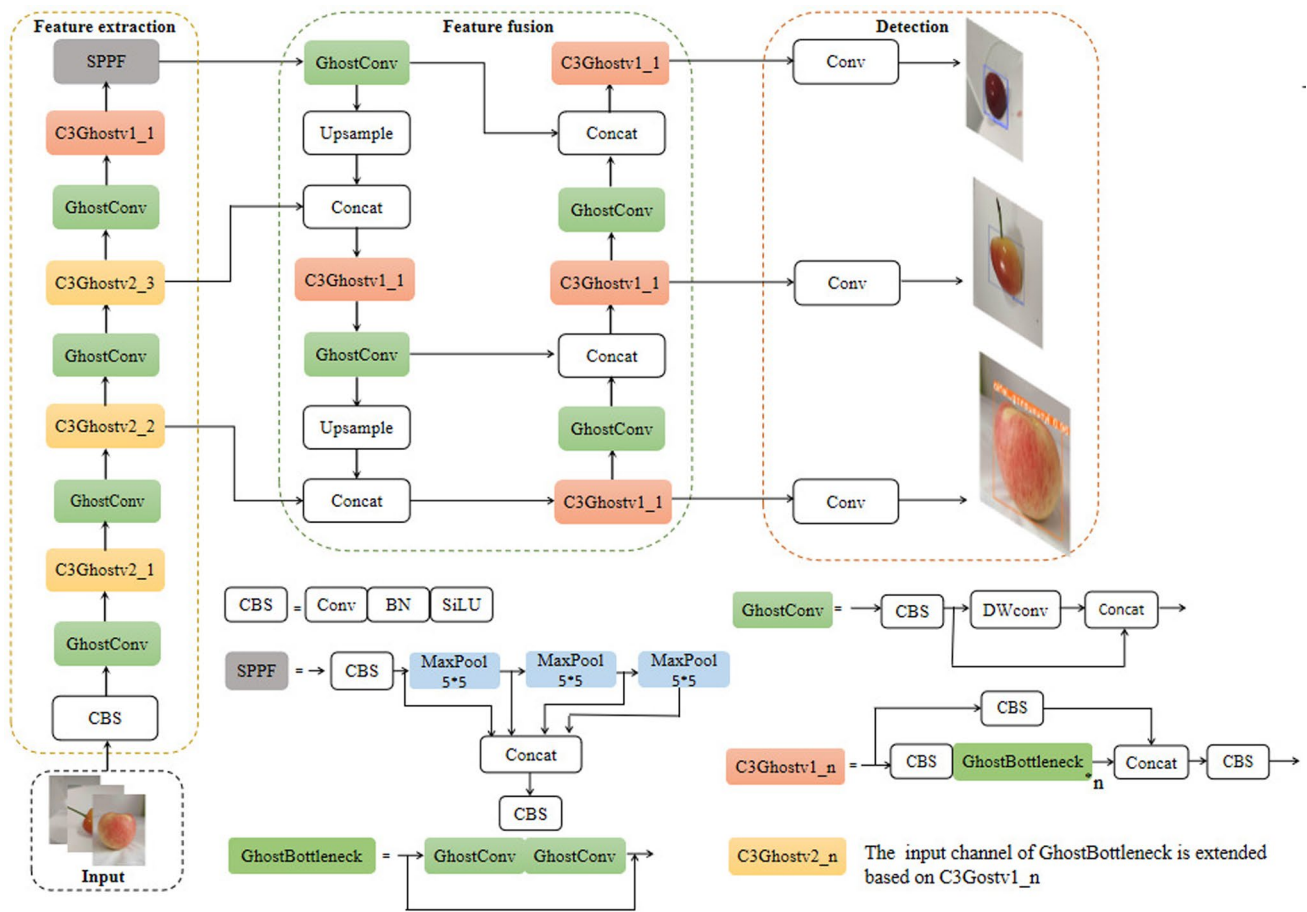 Feature extraction
SPPF
C3Ghostv1_1
GhostConv
C3Ghostv2_3
GhostConv
C3Ghostv2_2
GhostConv
C3Ghostv2_1
GhostConv
CBS
Input
Feature fusion
GhostConv
Upsample
Concat
C3Ghostv1_1
GhostConv
Upsample
Concat
C3Ghostv1_1
Concat
GhostConv
C3Ghostv1_1
Concat
GhostConv
C3Ghostv1_1
Detection
Conv
Conv
Conv
CBS = Conv BN SiLU
SPPF = CBS MaxPool 5*5 MaxPool 5*5 MaxPool 5*5
Concat
CBS
GhostBottleneck = GhostConv GhostConv
GhostConv = CBS DWconv Concat
CBS
C3Ghostv1_n = CBS GhostBottleneck *n Concat CBS
C3Ghostv2_n The input channel of GhostBottleneck is extended
based on C3Gostv1_n